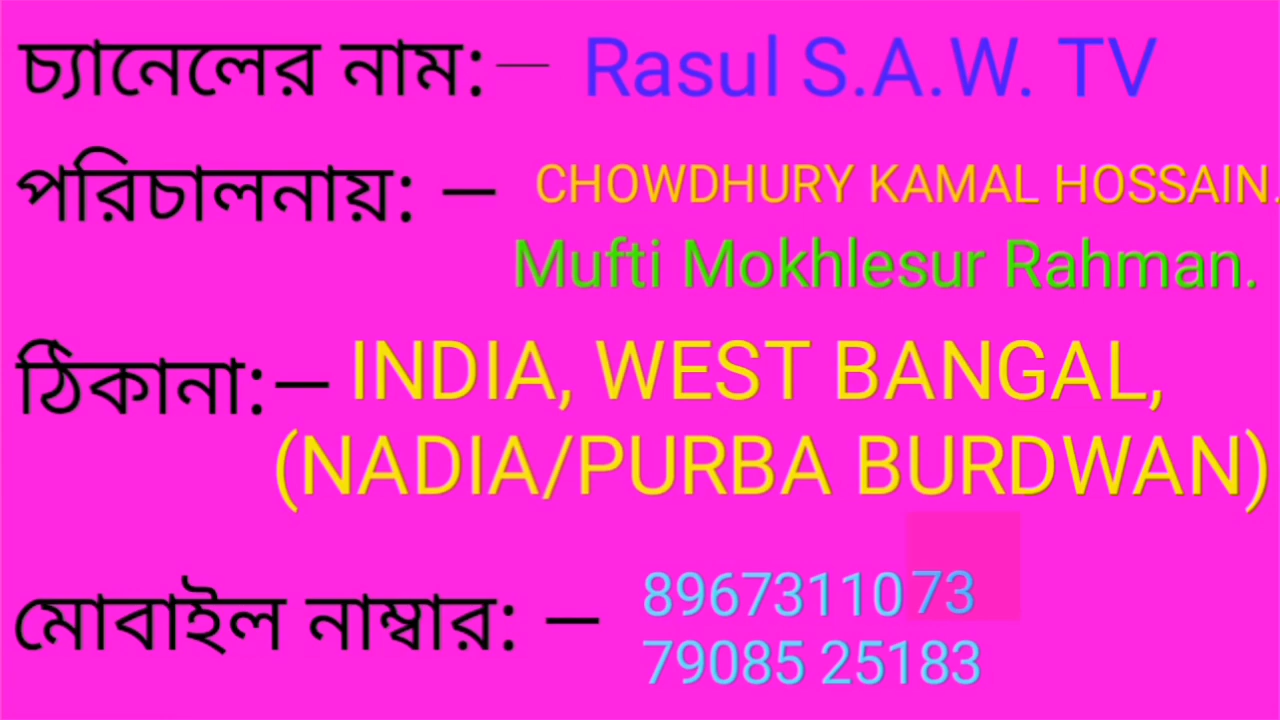 চ্যানেলের নাম:— Rasul S.A.W. TV
পরিচালনায়: — CHOWDHURY KAMAL HOSSAIN.
Mufti Mokhlesur Rahman.
ঠিকানা:— INDIA, WEST BANGAL,
(NADIA/PURBA BURDWAN)
মোবাইল নাম্বার: —8967311073
79085 25183